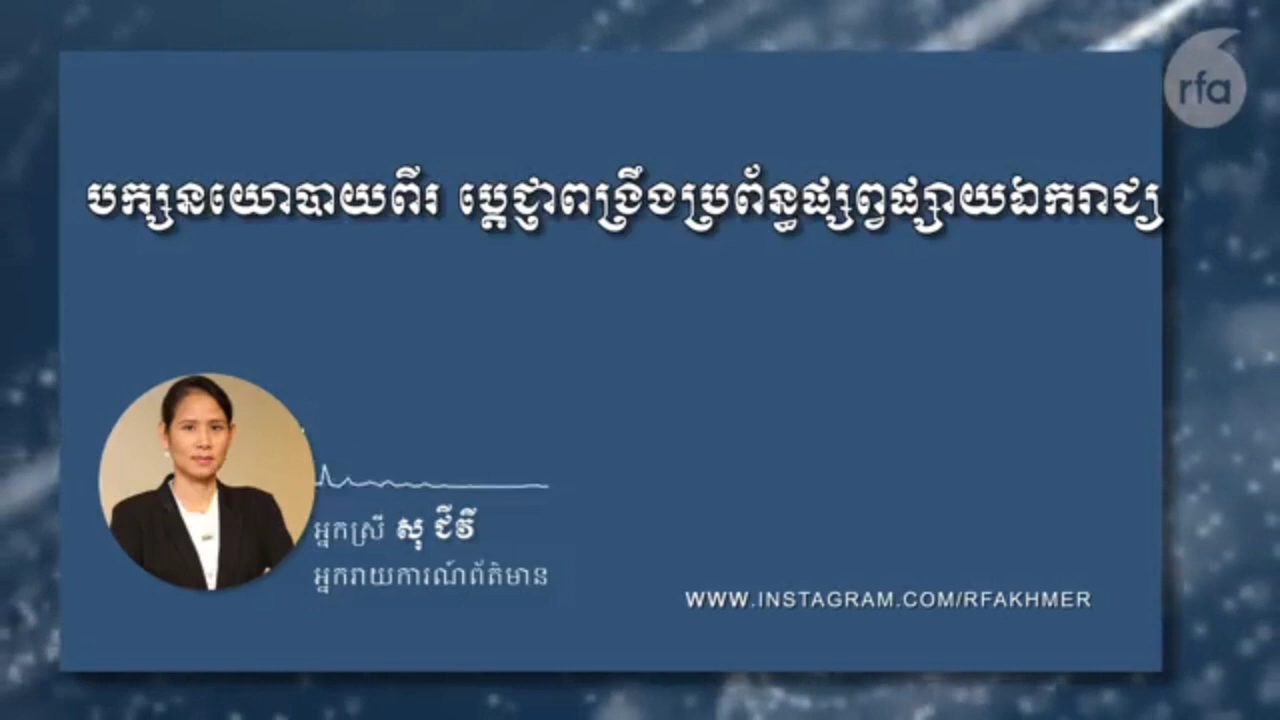 rfa
បក្សនយោបាយពីរ ប្ដេជ្ញាពង្រឹងប្រព័ន្ធផ្សព្វផ្សាយឯករាជ្យ
អ្នកស្រី សុ ជីវី
អ្នករាយការណ៍ព័ត៌មាន
WWW.INSTAGRAM.COM/RFAKHMER